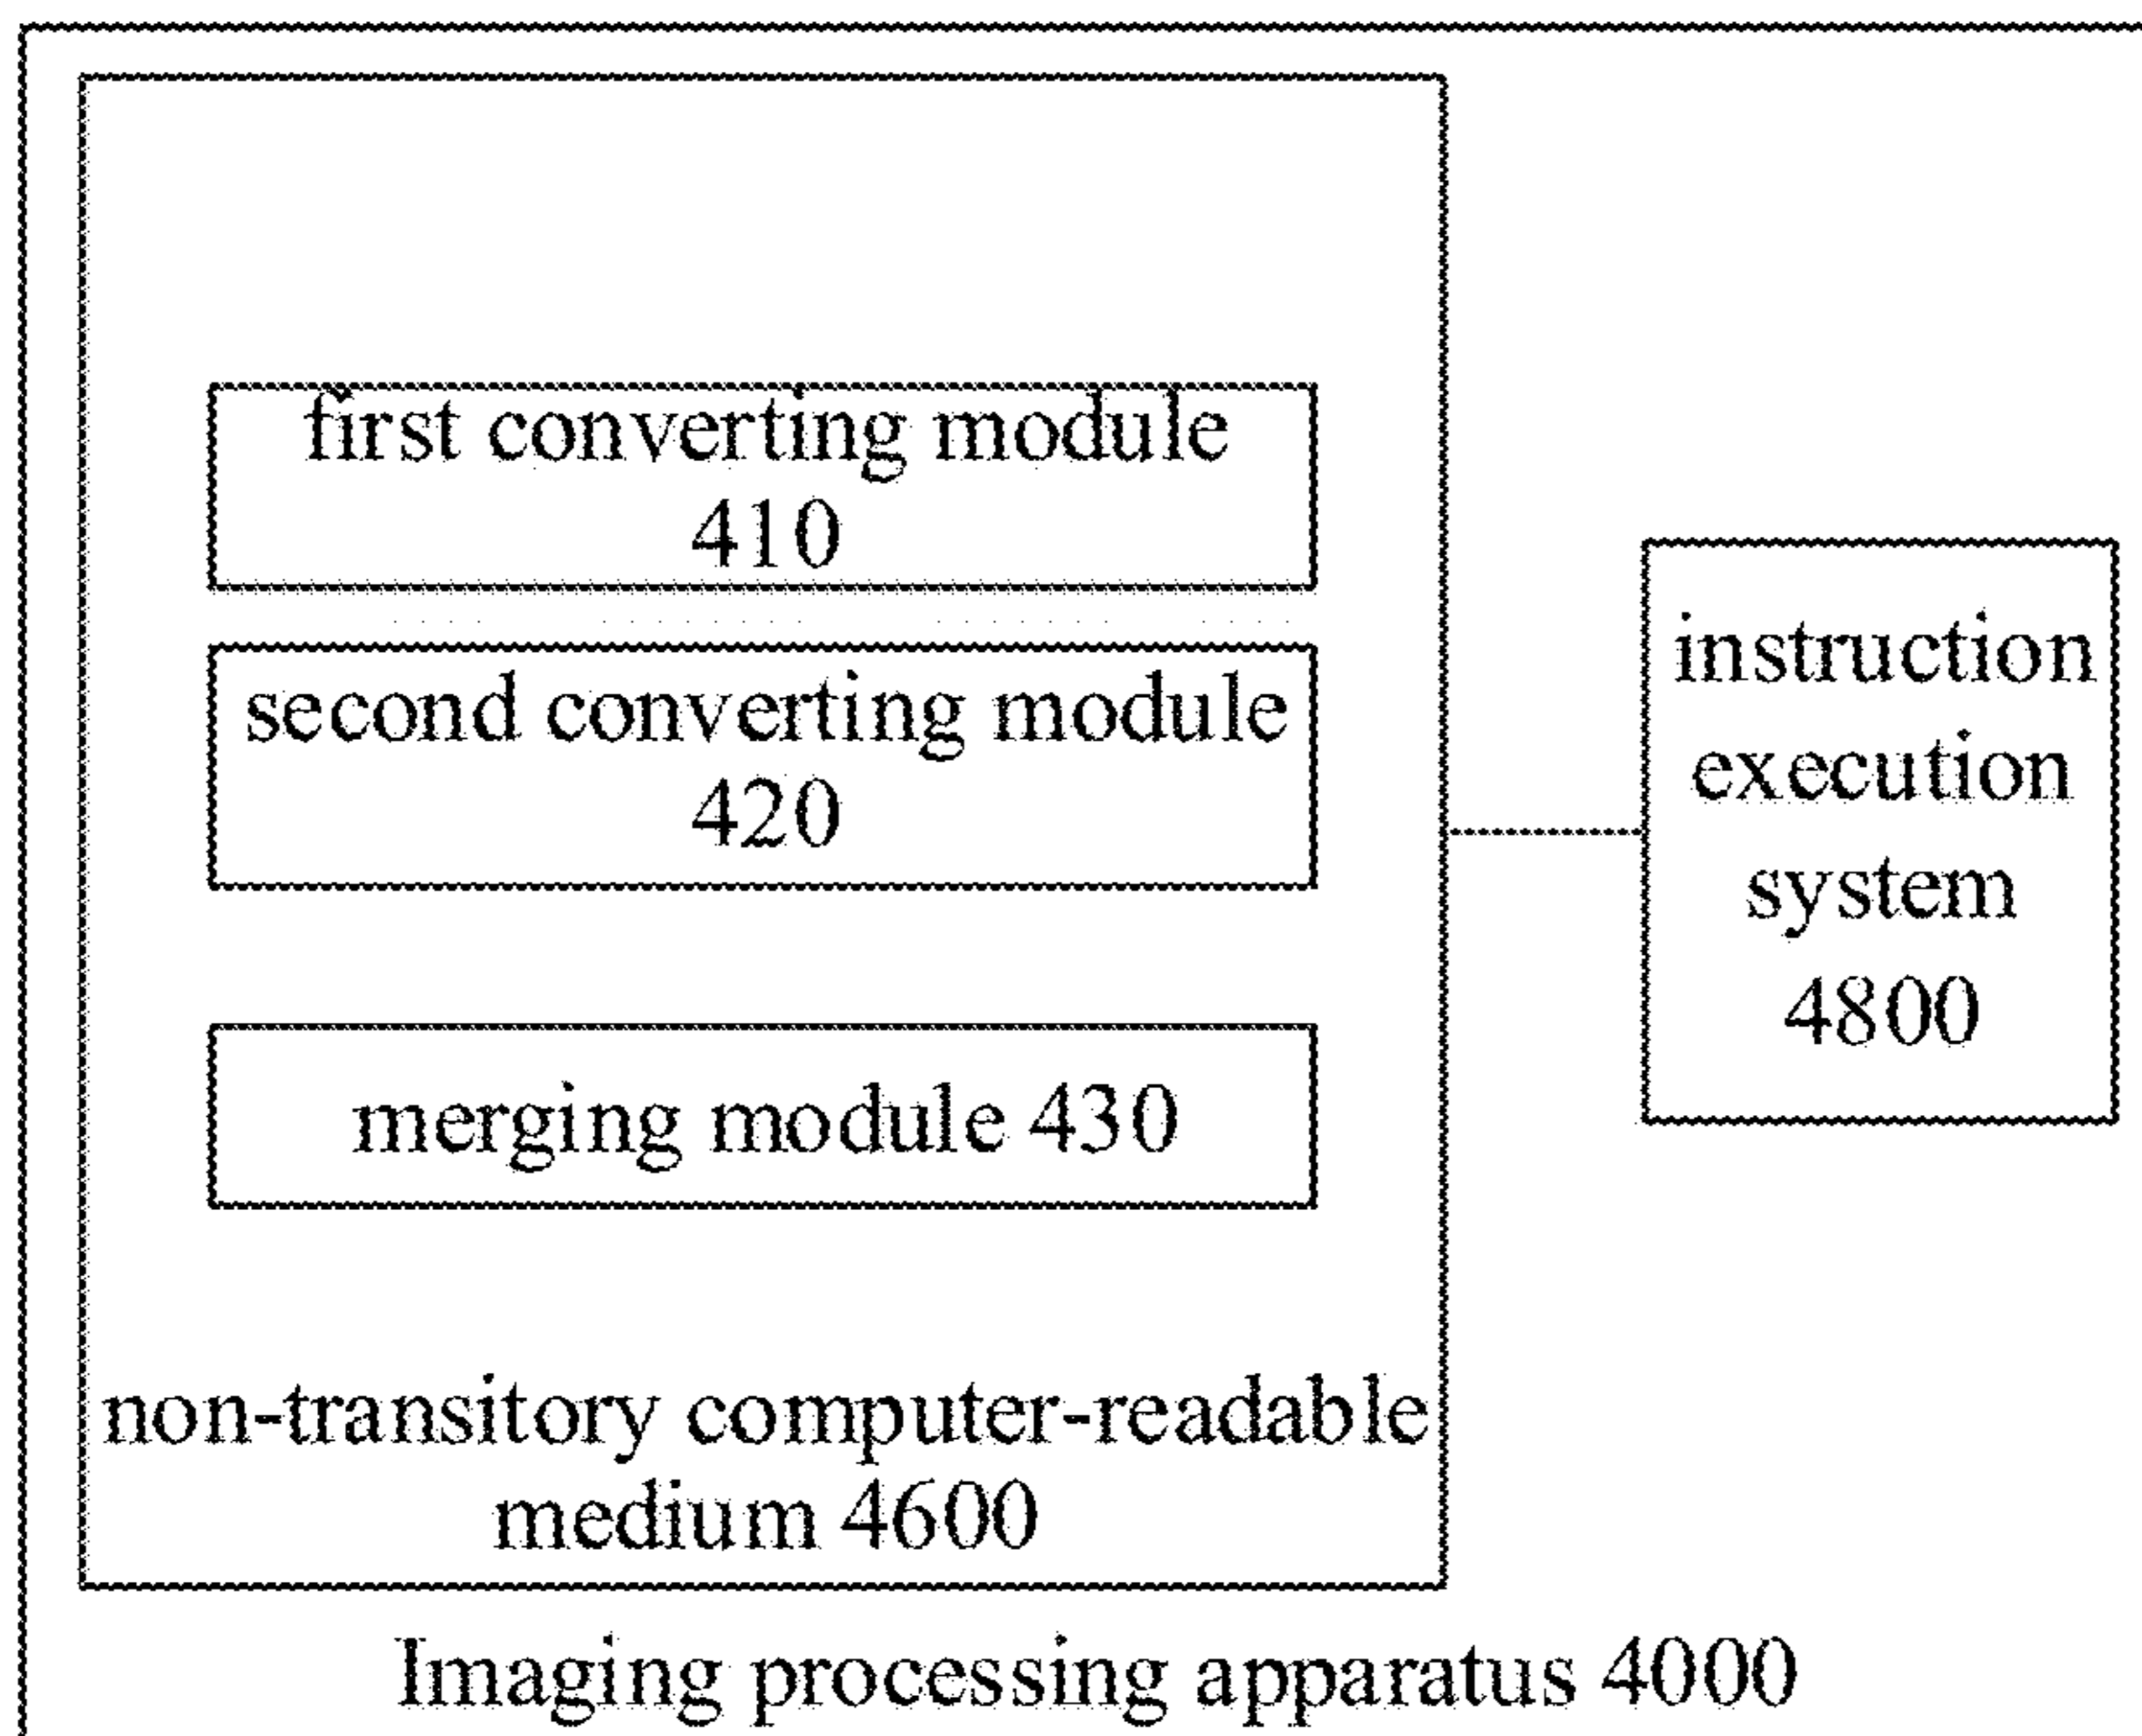 first converting module
410
second converting module
420
merging module 430
non-transitory computer-readable
medium 4600
instruction
execution
system
4800
Imaging processing apparatus 4000